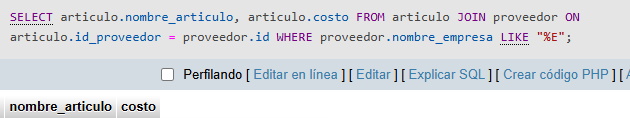 SELECT articulo.nombre_articulo, articulo.costo FROM articulo JOIN proveedor ON
articulo.id_proveedor = proveedor.id WHERE proveedor.nombre_empresa LIKE "%E";
Perfilando [ Editar en línea ] [ Editar ] [ Explicar SQL ] [ Crear código PHP ] [
nombre_articulo costo